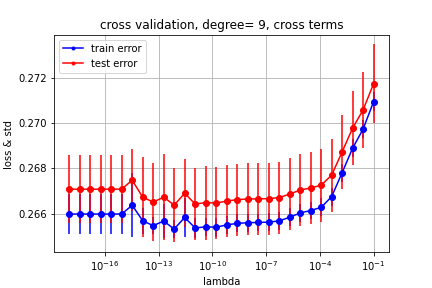 cross validation, degree= 9, cross terms
train error
test error
loss & std
0.272
0.270
0.268
0.266
10⁻¹⁶ 10⁻¹³ 10⁻¹⁰ 10⁻⁷ 10⁻⁴ 10⁻¹
lambda